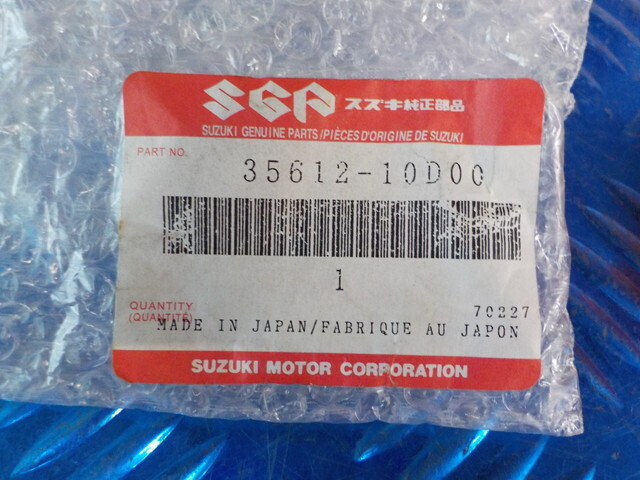 SGP スズキ純正部品
SUZUKI GENUINE PARTS/PIÈCES D'ORIGINE DE SUZUKI
PART NO.
35612-10D00
1
QUANTITY
(QUANTITÉ)
70227
MADE IN JAPAN/FABRIQUE AU JAPON
SUZUKI MOTOR CORPORATION